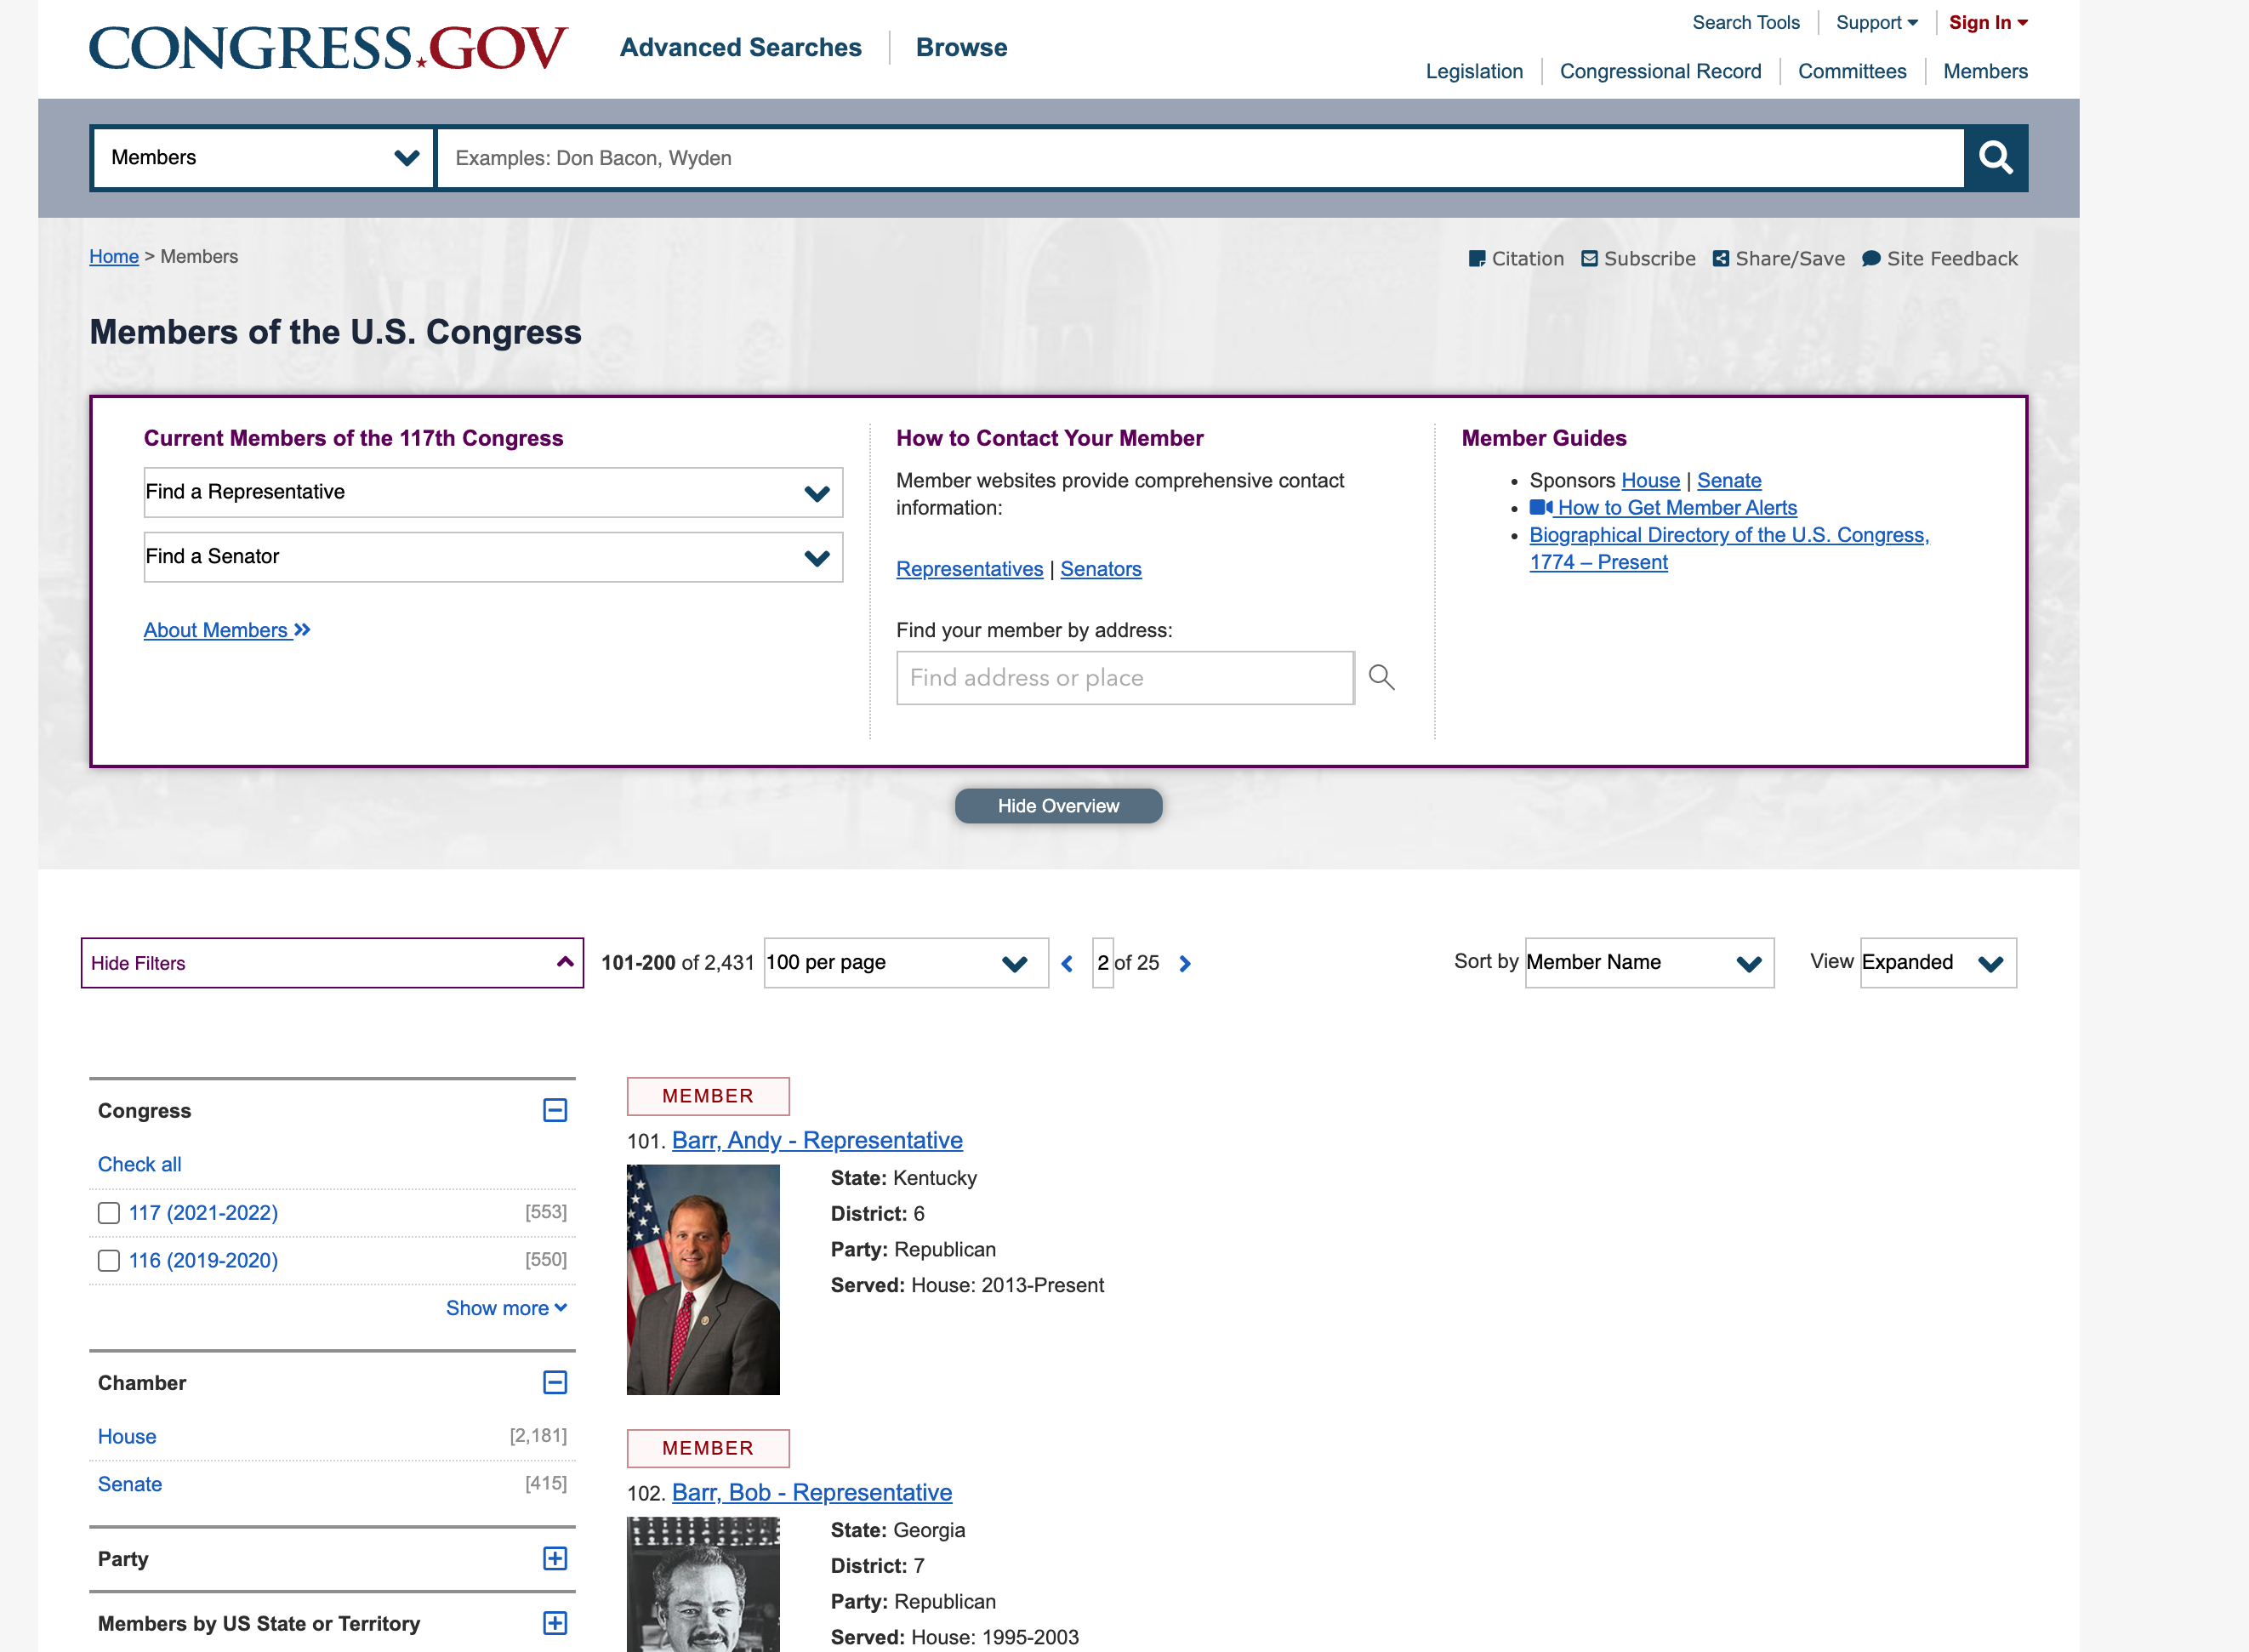 CONGRESS.GOV
Advanced Searches
Browse
Search Tools
Support
Sign In
Legislation
Congressional Record
Committees
Members
Members
Examples: Don Bacon, Wyden
Home > Members
Citation
Subscribe
Share/Save
Site Feedback
Members of the U.S. Congress
Current Members of the 117th Congress
Find a Representative
Find a Senator
About Members
How to Contact Your Member
Member websites provide comprehensive contact
information:
Representatives | Senators
Find your member by address:
Find address or place
Member Guides
Sponsors House | Senate
How to Get Member Alerts
Biographical Directory of the U.S. Congress,
1774 – Present
Hide Overview
Hide Filters
101-200 of 2,431
100 per page
2 of 25
Sort by Member Name
View Expanded
Congress
Check all
117 (2021-2022) [553]
116 (2019-2020) [550]
Show more
Chamber
House [2,181]
Senate [415]
Party
Members by US State or Territory
MEMBER
101. Barr, Andy - Representative
State: Kentucky
District: 6
Party: Republican
Served: House: 2013-Present
MEMBER
102. Barr, Bob - Representative
State: Georgia
District: 7
Party: Republican
Served: House: 1995-2003